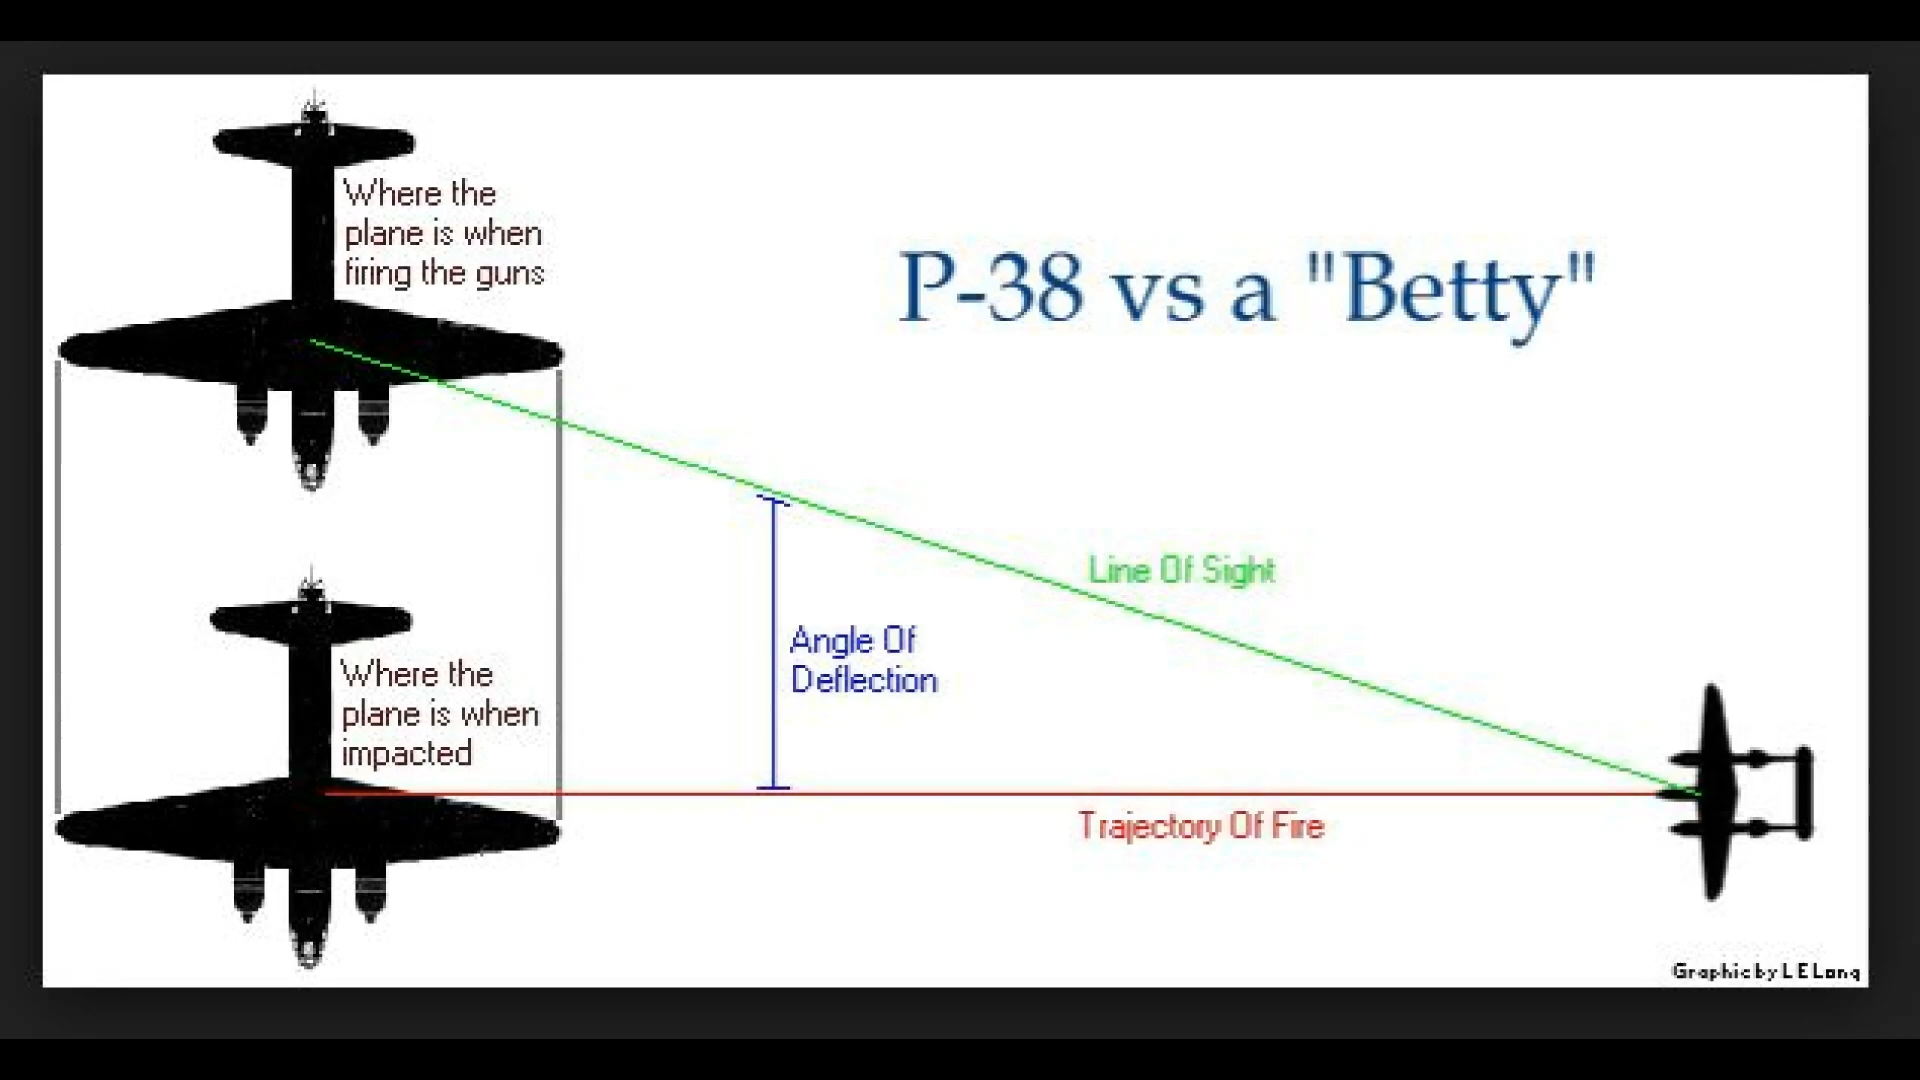 Where the
plane is when
firing the guns
P-38 vs a "Betty"
Line Of Sight
Angle Of
Deflection
Where the
plane is when
impacted
Trajectory Of Fire
Graphic by L E Long